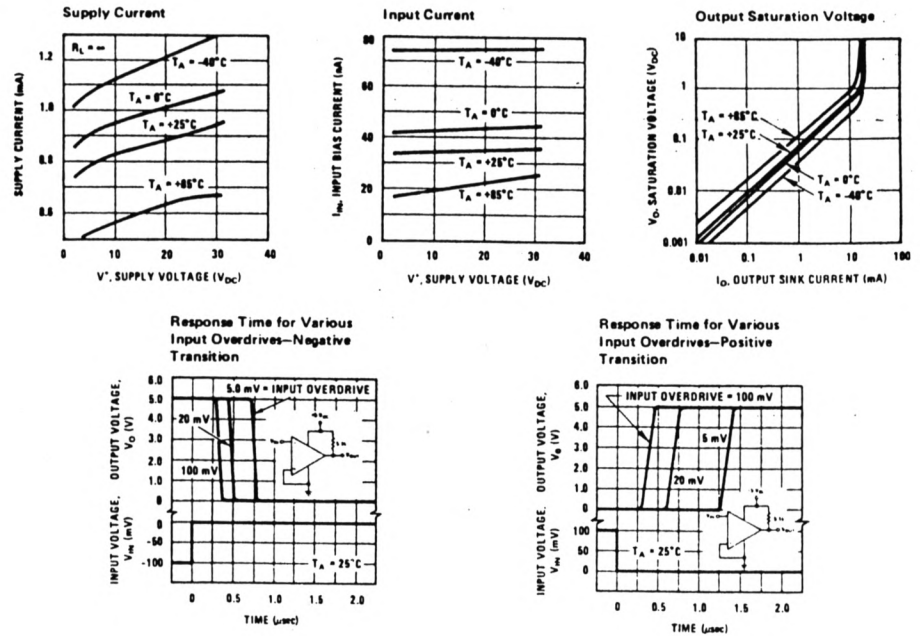 Supply Current
1.2
1.0
0.8
0.6
0 10 20 30 40
SUPPLY CURRENT (mA)
R_L = ∞
T_A = -40°C
T_A = 0°C
T_A = +25°C
T_A = +85°C
V⁺, SUPPLY VOLTAGE (V_DC)
Input Current
80
60
40
20
0
0 10 20 30 40
I_IN, INPUT BIAS CURRENT (nA)
T_A = -40°C
T_A = 0°C
T_A = +25°C
T_A = +85°C
V⁺, SUPPLY VOLTAGE (V_DC)
Output Saturation Voltage
10
1
0.1
0.01
0.001
0.01 0.1 1 10 100
V_O, SATURATION VOLTAGE (V_DC)
T_A = +85°C
T_A = +25°C
T_A = 0°C
T_A = -40°C
I_O, OUTPUT SINK CURRENT (mA)
Response Time for Various
Input Overdrives—Negative
Transition
OUTPUT VOLTAGE,
V_O (V)
6.0
5.0
4.0
3.0
2.0
1.0
0
5.0 mV = INPUT OVERDRIVE
20 mV
100 mV
INPUT VOLTAGE,
V_IN (mV)
0
-50
-100
T_A = 25°C
0 0.5 1.0 1.5 2.0
TIME (µsec)
Response Time for Various
Input Overdrives—Positive
Transition
OUTPUT VOLTAGE,
V_O (V)
6.0
5.0
4.0
3.0
2.0
1.0
0
INPUT OVERDRIVE = 100 mV
5 mV
20 mV
INPUT VOLTAGE,
V_IN (mV)
100
50
0
T_A = 25°C
0 0.5 1.0 1.5 2.0
TIME (µsec)